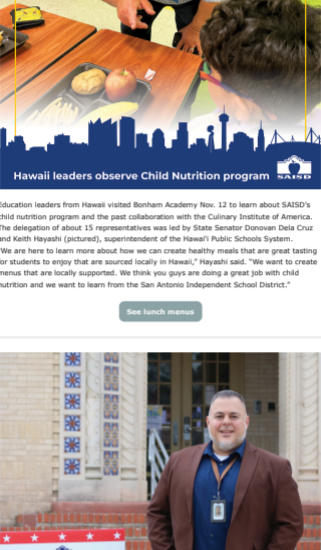 Hawaii leaders observe Child Nutrition program
SAISD
Education leaders from Hawaii visited Bonham Academy Nov. 12 to learn about SAISD's
child nutrition program and the past collaboration with the Culinary Institute of America.
The delegation of about 15 representatives was led by State Senator Donovan Dela Cruz
and Keith Hayashi (pictured), superintendent of the Hawai'i Public Schools System.
"We are here to learn more about how we can create healthy meals that are great tasting
for students to enjoy that are sourced locally in Hawaii," Hayashi said. "We want to create
menus that are locally supported. We think you guys are doing a great job with child
nutrition and we want to learn from the San Antonio Independent School District."
See lunch menus